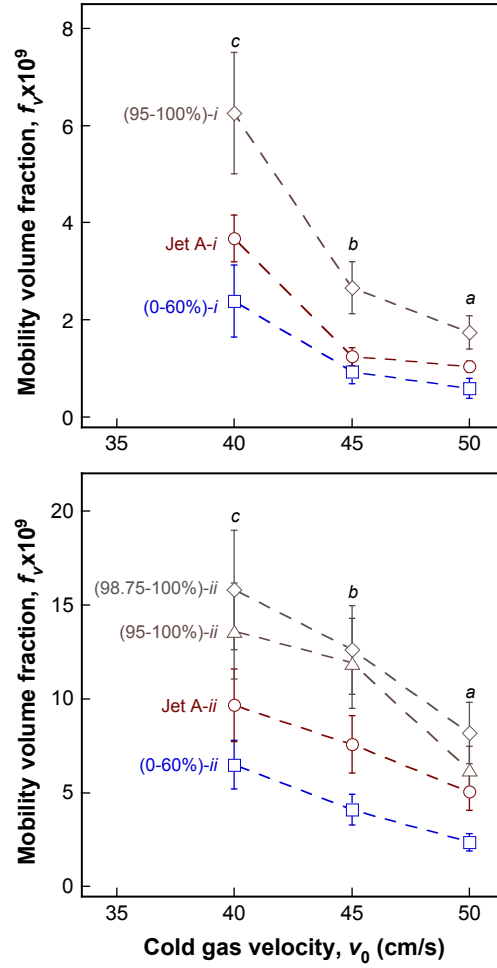 Mobility volume fraction, fᵥx10⁹
8
6
4
2
0
c
(95-100%)-i
b
Jet A-i
a
(0-60%)-i
35
40
45
50
Mobility volume fraction, fᵥx10⁹
20
15
10
5
0
c
(98.75-100%)-ii
b
(95-100%)-ii
a
Jet A-ii
(0-60%)-ii
35
40
45
50
Cold gas velocity, v₀ (cm/s)